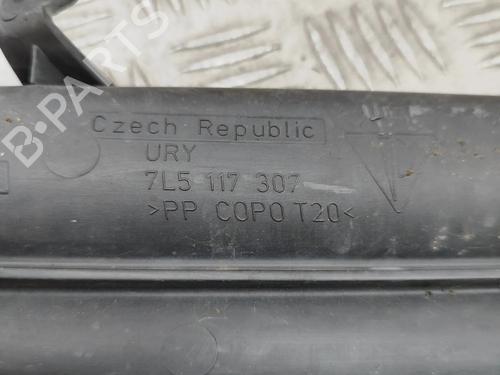 B-PARTS
Czech Republic
URY
7L5 117 307
>PP COPO T20<